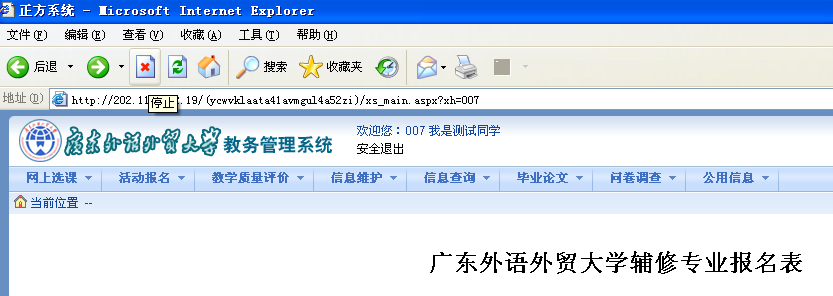 正方系统 - Microsoft Internet Explorer
文件(F) 编辑(E) 查看(V) 收藏(A) 工具(T) 帮助(H)
后退 搜索 收藏夹
地址(D) http://202.11 .19/(ycwvklaata41avmgul4a52zi)/xs_main.aspx?xh=007
停止
广东外语外贸大学 教务管理系统
欢迎您：007 我是测试同学
安全退出
网上选课 活动报名 教学质量评价 信息维护 信息查询 毕业论文 问卷调查 公用信息
当前位置 --
广东外语外贸大学辅修专业报名表